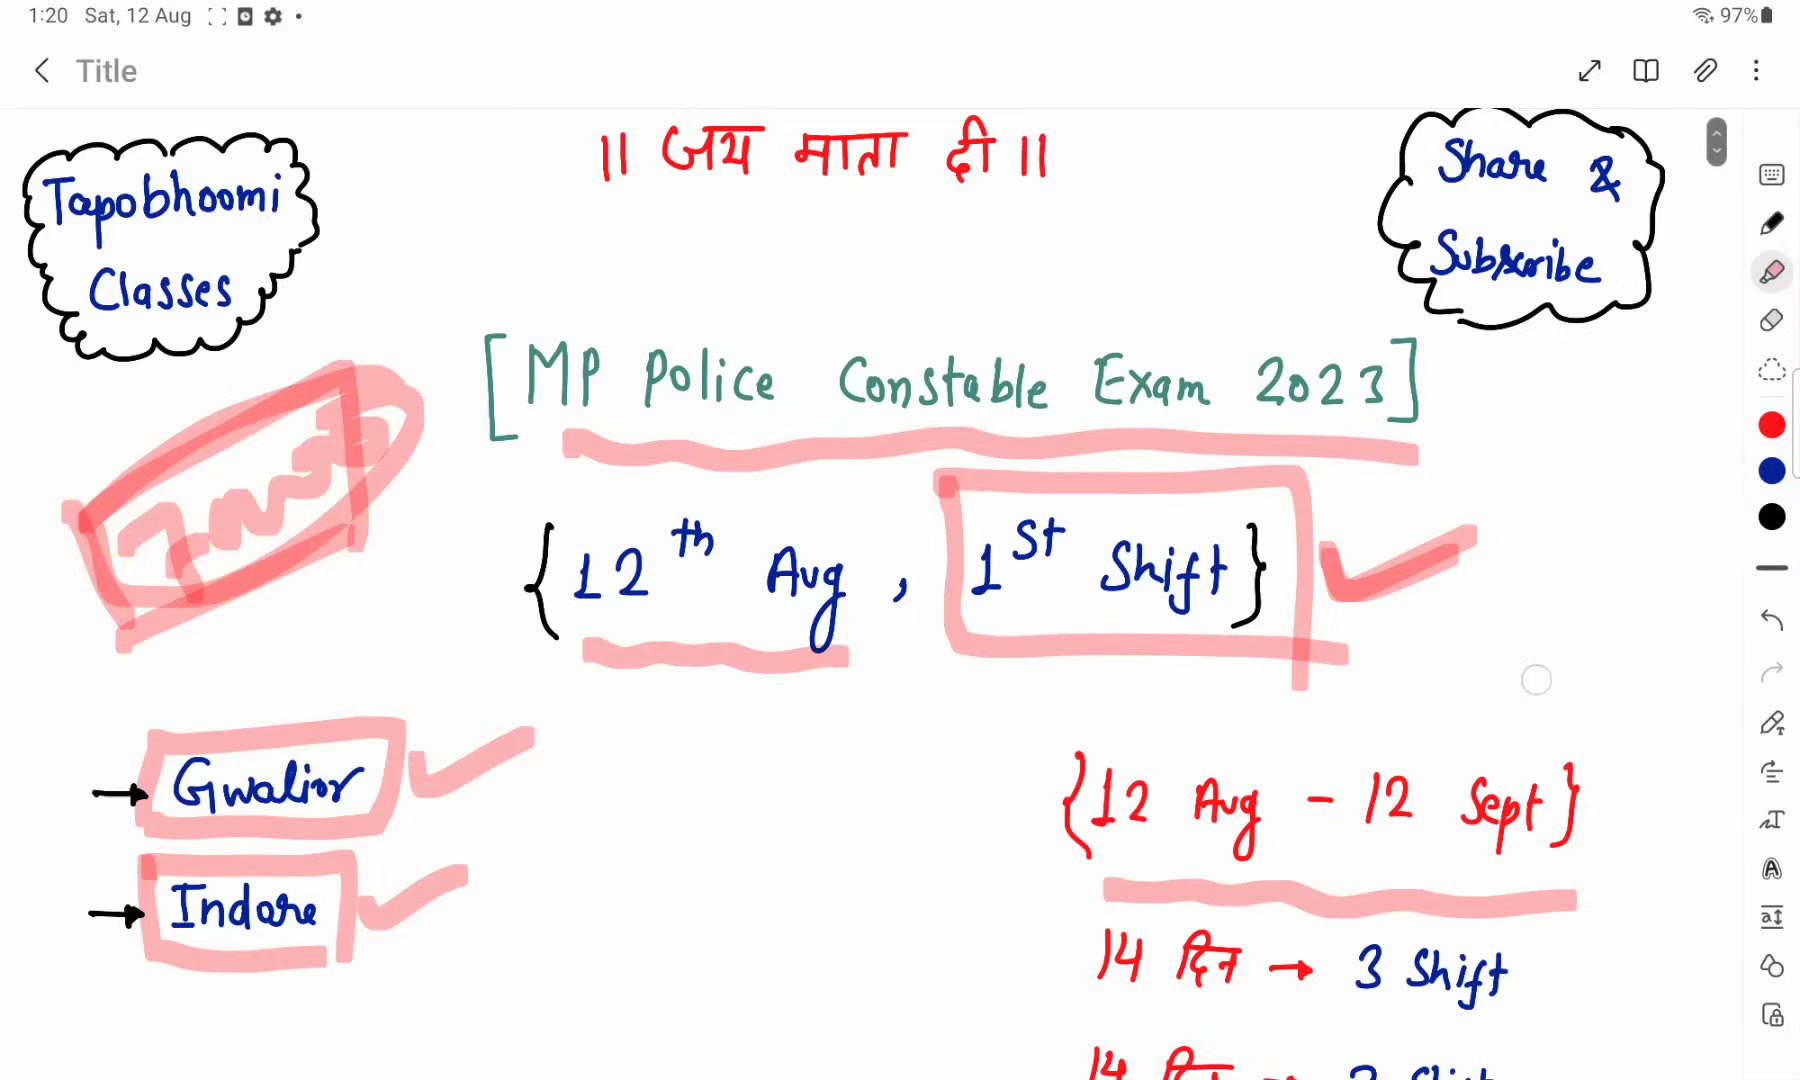 1:20 Sat, 12 Aug
97%
Title
|| जय माता दी ||
Tapobhoomi
Classes
Share &
Subscribe
[MP Police Constable Exam 2023]
{12th Aug, 1st Shift}
Gwalior
Indore
{12 Aug - 12 Sept}
14 दिन → 3 Shift
14